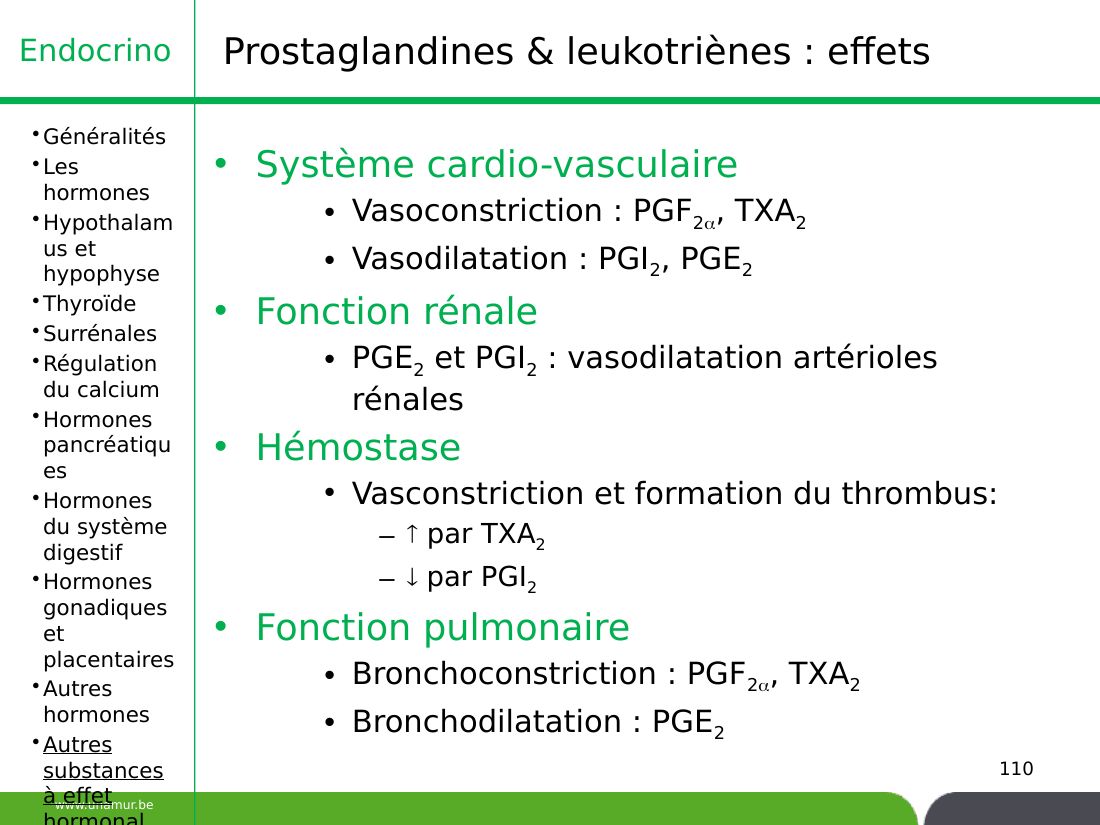 Endocrino
Prostaglandines & leukotriènes : effets
•Généralités
•Les
hormones
•Hypothalam
us et
hypophyse
•Thyroïde
•Surrénales
•Régulation
du calcium
•Hormones
pancréatiqu
es
•Hormones
du système
digestif
•Hormones
gonadiques
et
placentaires
•Autres
hormones
•Autres
substances
à effet
hormonal
• Système cardio-vasculaire
• Vasoconstriction : PGF2α, TXA2
• Vasodilatation : PGI2, PGE2
• Fonction rénale
• PGE2 et PGI2 : vasodilatation artérioles
rénales
• Hémostase
• Vasconstriction et formation du thrombus:
– ↑ par TXA2
– ↓ par PGI2
• Fonction pulmonaire
• Bronchoconstriction : PGF2α, TXA2
• Bronchodilatation : PGE2
110
www.unamur.be